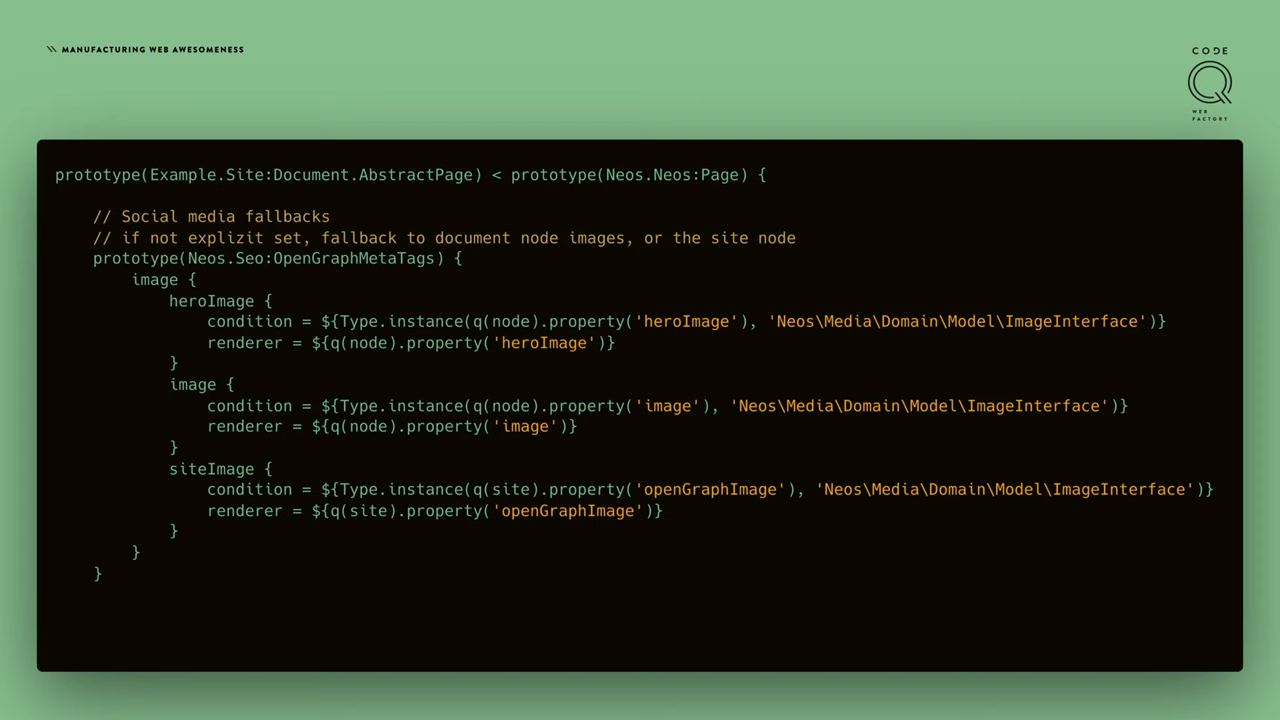 \\ MANUFACTURING WEB AWESOMENESS
CODE
Q
WEB
FACTORY
prototype(Example.Site:Document.AbstractPage) < prototype(Neos.Neos:Page) {
// Social media fallbacks
// if not explizit set, fallback to document node images, or the site node
prototype(Neos.Seo:OpenGraphMetaTags) {
image {
heroImage {
condition = ${Type.instance(q(node).property('heroImage'), 'Neos\Media\Domain\Model\ImageInterface')}
renderer = ${q(node).property('heroImage')}
}
image {
condition = ${Type.instance(q(node).property('image'), 'Neos\Media\Domain\Model\ImageInterface')}
renderer = ${q(node).property('image')}
}
siteImage {
condition = ${Type.instance(q(site).property('openGraphImage'), 'Neos\Media\Domain\Model\ImageInterface')}
renderer = ${q(site).property('openGraphImage')}
}
}
}